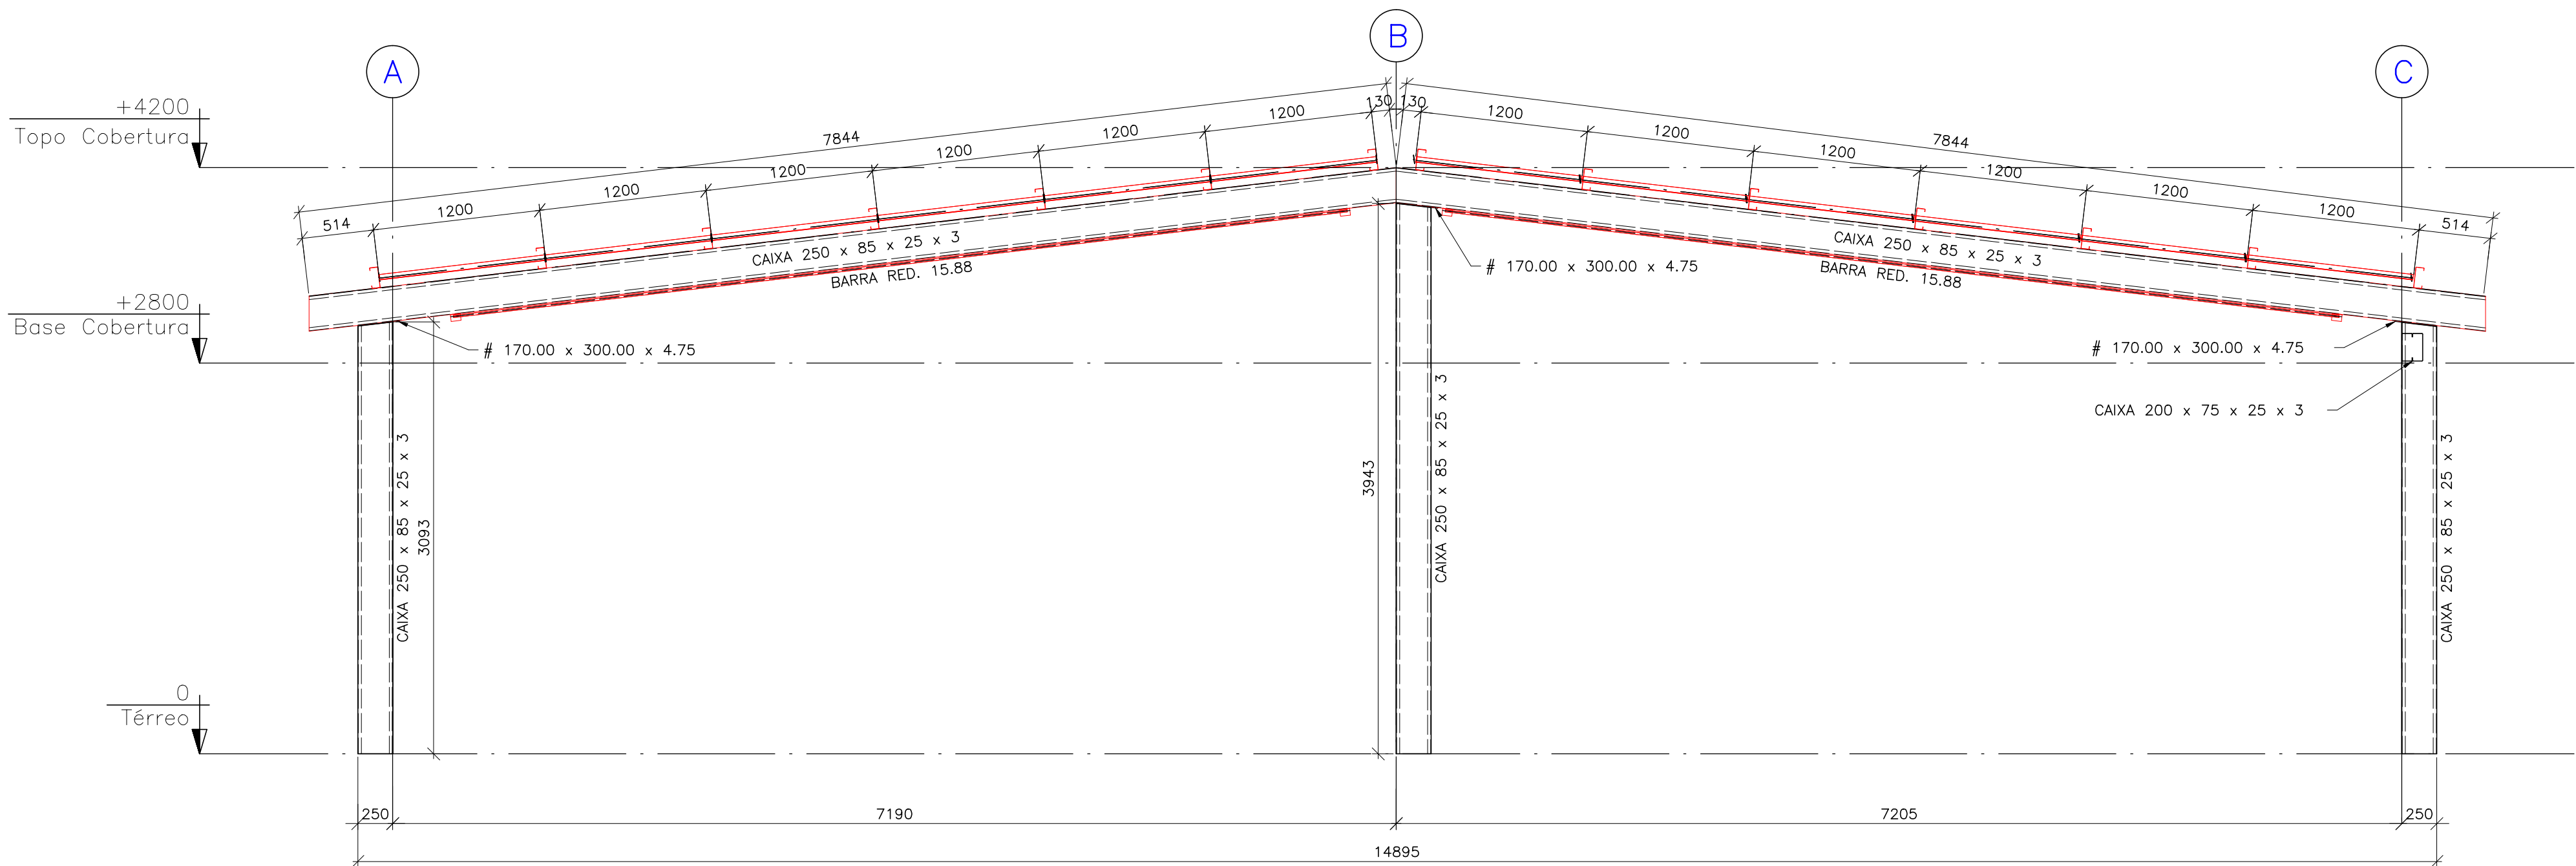 A
B
C
+4200
Topo Cobertura
+2800
Base Cobertura
0
Térreo
7844
130
130
7844
514
1200
1200
1200
1200
1200
1200
1200
1200
1200
1200
1200
1200
514
CAIXA 250 x 85 x 25 x 3
BARRA RED. 15.88
CAIXA 250 x 85 x 25 x 3
BARRA RED. 15.88
# 170.00 x 300.00 x 4.75
# 170.00 x 300.00 x 4.75
# 170.00 x 300.00 x 4.75
CAIXA 200 x 75 x 25 x 3
CAIXA 250 x 85 x 25 x 3
3093
3943
CAIXA 250 x 85 x 25 x 3
CAIXA 250 x 85 x 25 x 3
250
7190
7205
250
14895